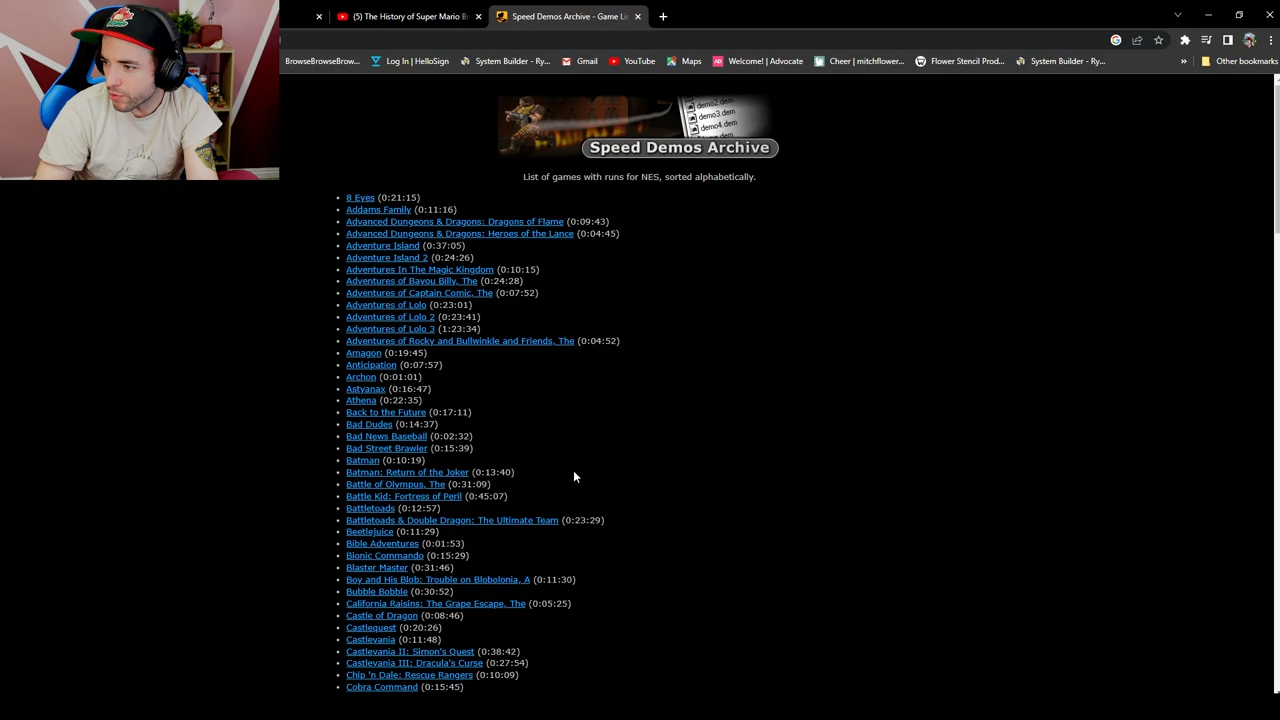 (5) The History of Super Mario B
Speed Demos Archive - Game Li
BrowseBrowseBrow...
Log In | HelloSign
System Builder - Ry...
Gmail
YouTube
Maps
Welcome! | Advocate
Cheer | mitchflower...
Flower Stencil Prod...
System Builder - Ry...
Other bookmarks
demo2.dem
demo3.dem
demo4.dem
Speed Demos Archive
List of games with runs for NES, sorted alphabetically.
8 Eyes (0:21:15)
Addams Family (0:11:16)
Advanced Dungeons & Dragons: Dragons of Flame (0:09:43)
Advanced Dungeons & Dragons: Heroes of the Lance (0:04:45)
Adventure Island (0:37:05)
Adventure Island 2 (0:24:26)
Adventures In The Magic Kingdom (0:10:15)
Adventures of Bayou Billy, The (0:24:28)
Adventures of Captain Comic, The (0:07:52)
Adventures of Lolo (0:23:01)
Adventures of Lolo 2 (0:23:41)
Adventures of Lolo 3 (1:23:34)
Adventures of Rocky and Bullwinkle and Friends, The (0:04:52)
Amagon (0:19:45)
Anticipation (0:07:57)
Archon (0:01:01)
Astyanax (0:16:47)
Athena (0:22:35)
Back to the Future (0:17:11)
Bad Dudes (0:14:37)
Bad News Baseball (0:02:32)
Bad Street Brawler (0:15:39)
Batman (0:10:19)
Batman: Return of the Joker (0:13:40)
Battle of Olympus, The (0:31:09)
Battle Kid: Fortress of Peril (0:45:07)
Battletoads (0:12:57)
Battletoads & Double Dragon: The Ultimate Team (0:23:29)
Beetlejuice (0:11:29)
Bible Adventures (0:01:53)
Bionic Commando (0:15:29)
Blaster Master (0:31:46)
Boy and His Blob: Trouble on Blobolonia, A (0:11:30)
Bubble Bobble (0:30:52)
California Raisins: The Grape Escape, The (0:05:25)
Castle of Dragon (0:08:46)
Castlequest (0:20:26)
Castlevania (0:11:48)
Castlevania II: Simon's Quest (0:38:42)
Castlevania III: Dracula's Curse (0:27:54)
Chip 'n Dale: Rescue Rangers (0:10:09)
Cobra Command (0:15:45)